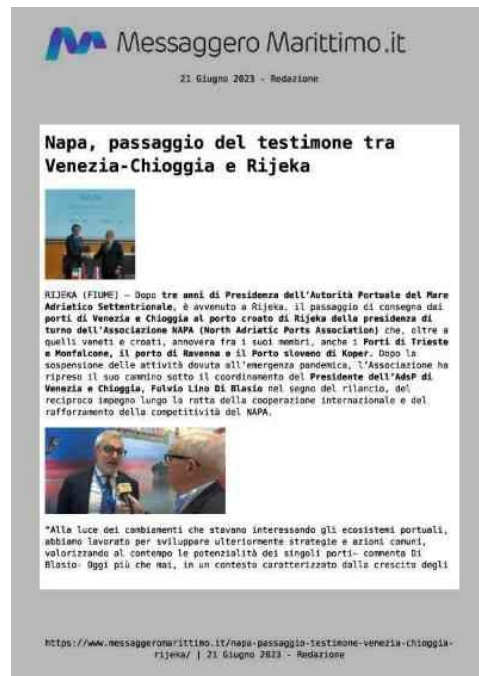 Messaggero Marittimo.it
21 Giugno 2023 - Redazione
Napa, passaggio del testimone tra
Venezia-Chioggia e Rijeka
RIJEKA (FIUME) – Dopo tre anni di Presidenza dell'Autorità Portuale del Mare
Adriatico Settentrionale, è avvenuto a Rijeka, il passaggio di consegna dai
porti di Venezia e Chioggia al porto croato di Rijeka della presidenza di
turno dell'Associazione NAPA (North Adriatic Ports Association) che, oltre a
quelli veneti e croati, annovera fra i suoi membri, anche i Porti di Trieste
e Monfalcone, il porto di Ravenna e il Porto sloveno di Koper. Dopo la
sospensione delle attività dovuta all'emergenza pandemica, l'Associazione ha
ripreso il suo cammino sotto il coordinamento del Presidente dell'AdsP di
Venezia e Chioggia, Fulvio Lino Di Blasio nel segno del rilancio, del
reciproco impegno lungo la rotta della cooperazione internazionale e del
rafforzamento della competitività del NAPA.
"Alla luce dei cambiamenti che stavano interessando gli ecosistemi portuali,
abbiamo lavorato per sviluppare ulteriormente strategie e azioni comuni,
valorizzando al contempo le potenzialità dei singoli porti– commenta Di
Blasio- Oggi più che mai, in un contesto caratterizzato dalla crescita degli
https://www.messaggeromarittimo.it/napa-passaggio-testimone-venezia-chioggia-
rijeka/ | 21 Giugno 2023 - Redazione